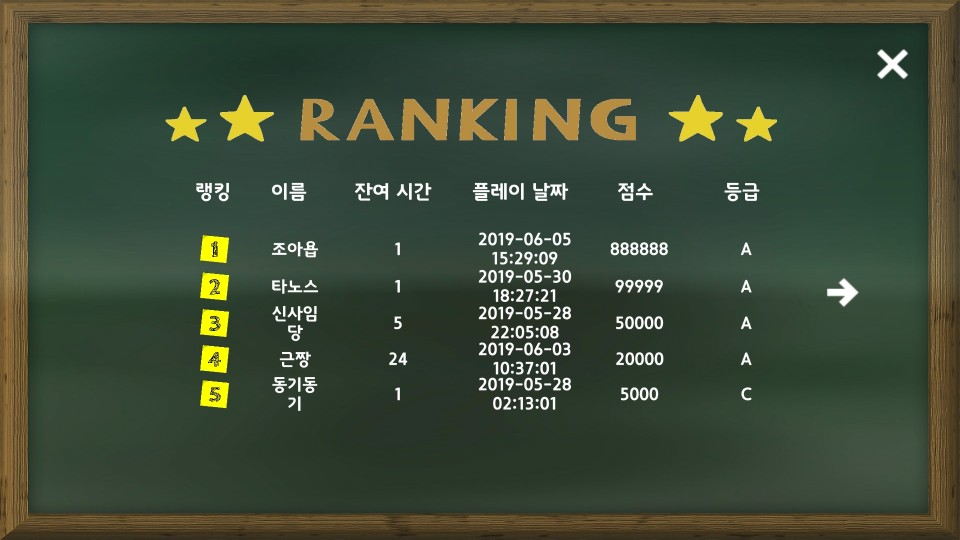 RANKING
랭킹 이름 잔여 시간 플레이 날짜 점수 등급
1 조아욥 1 2019-06-05 15:29:09 888888 A
2 타노스 1 2019-05-30 18:27:21 99999 A
3 신사임당 5 2019-05-28 22:05:08 50000 A
4 근짱 24 2019-06-03 10:37:01 20000 A
5 동기동기 1 2019-05-28 02:13:01 5000 C